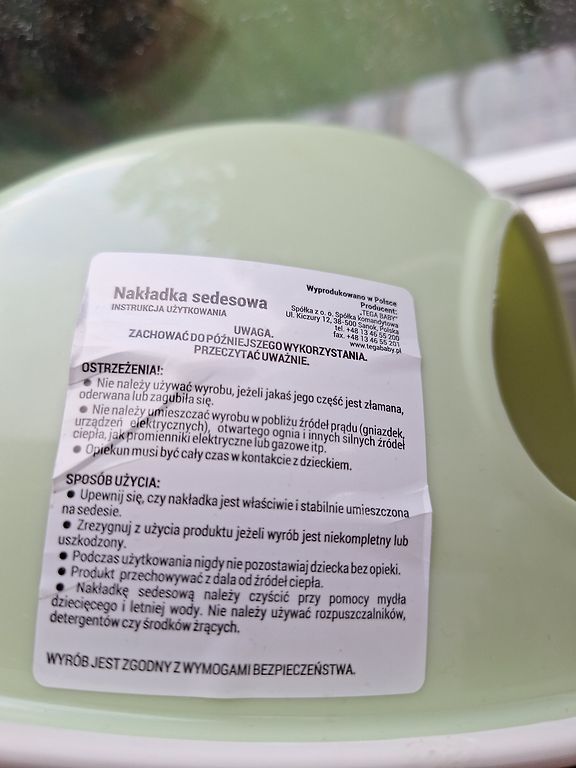 Nakładka sedesowa
INSTRUKCJA UŻYTKOWANIA
Wyprodukowano w Polsce
Producent:
„TEGA BABY"
Spółka z o. o. Spółka komandytowa
Ul. Kiczury 12, 38-500 Sanok, Polska
tel. +48 13 46 55 200
fax. +48 13 46 55 201
www.tegababy.pl
UWAGA.
ZACHOWAĆ DO PÓŹNIEJSZEGO WYKORZYSTANIA.
PRZECZYTAĆ UWAŻNIE.
OSTRZEŻENIA!:
● Nie należy używać wyrobu, jeżeli jakaś jego część jest złamana,
oderwana lub zagubiła się.
● Nie należy umieszczać wyrobu w pobliżu źródeł prądu (gniazdek,
urządzeń elektrycznych), otwartego ognia i innych silnych źródeł
ciepła, jak promienniki elektryczne lub gazowe itp.
● Opiekun musi być cały czas w kontakcie z dzieckiem.
SPOSÓB UŻYCIA:
● Upewnij się, czy nakładka jest właściwie i stabilnie umieszczona
na sedesie.
● Zrezygnuj z użycia produktu jeżeli wyrób jest niekompletny lub
uszkodzony.
● Podczas użytkowania nigdy nie pozostawiaj dziecka bez opieki.
● Produkt przechowywać z dala od źródeł ciepła.
● Nakładkę sedesową należy czyścić przy pomocy mydła
dziecięcego i letniej wody. Nie należy używać rozpuszczalników,
detergentów czy środków żrących.
WYRÓB JEST ZGODNY Z WYMOGAMI BEZPIECZEŃSTWA.